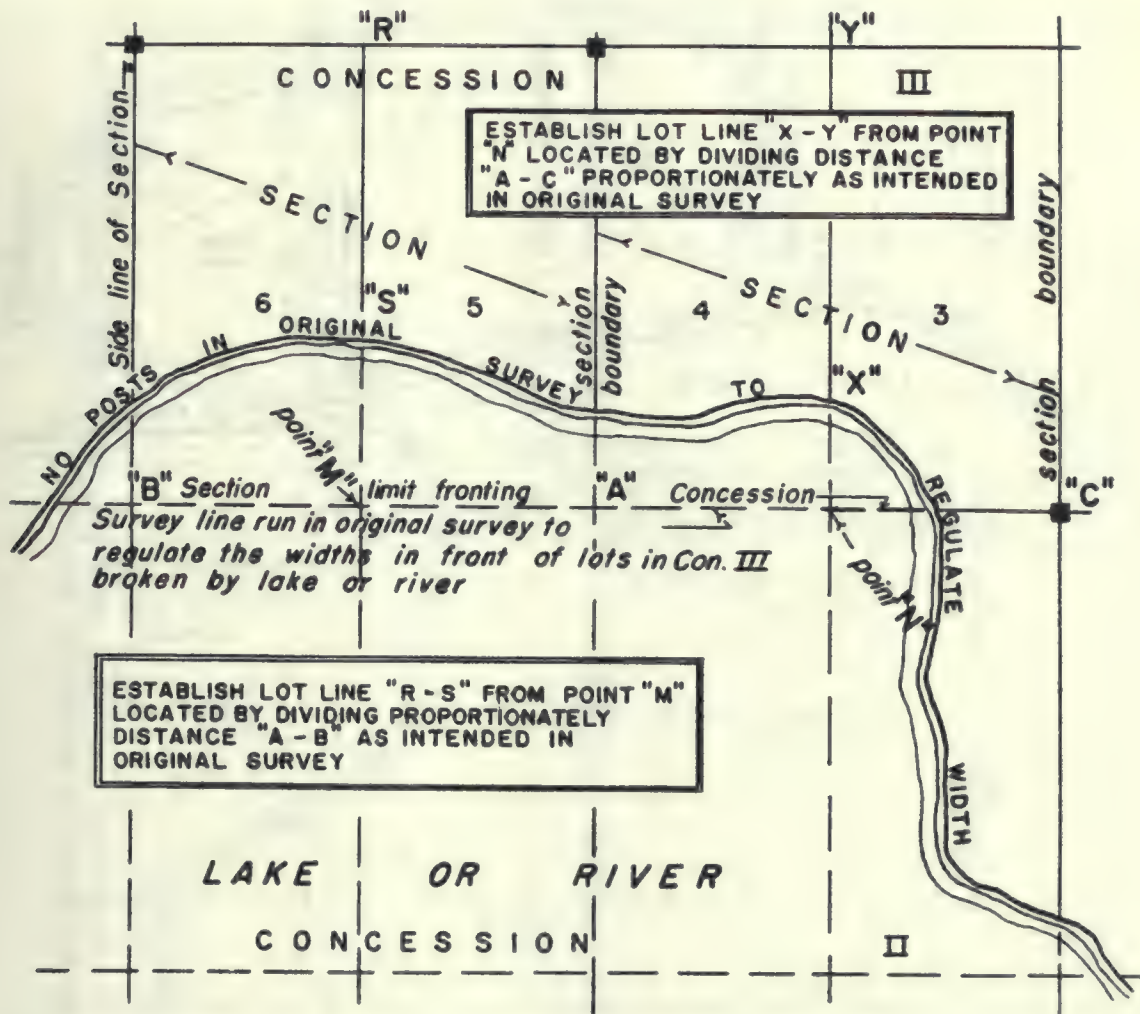 "R"
"Y"
CONCESSION III
ESTABLISH LOT LINE "X-Y" FROM POINT
"N" LOCATED BY DIVIDING DISTANCE
"A-C" PROPORTIONATELY AS INTENDED
IN ORIGINAL SURVEY
Side line of Section
SECTION
section boundary
SECTION
section boundary
6 "S" 5 4 3
NO POSTS IN ORIGINAL SURVEY TO REGULATE WIDTH
"X"
point "M"
"B" Section limit fronting "A" Concession "C"
Survey line run in original survey to
regulate the widths in front of lots in Con. III
broken by lake or river
point "N"
ESTABLISH LOT LINE "R-S" FROM POINT "M"
LOCATED BY DIVIDING PROPORTIONATELY
DISTANCE "A-B" AS INTENDED IN
ORIGINAL SURVEY
LAKE OR RIVER
CONCESSION II